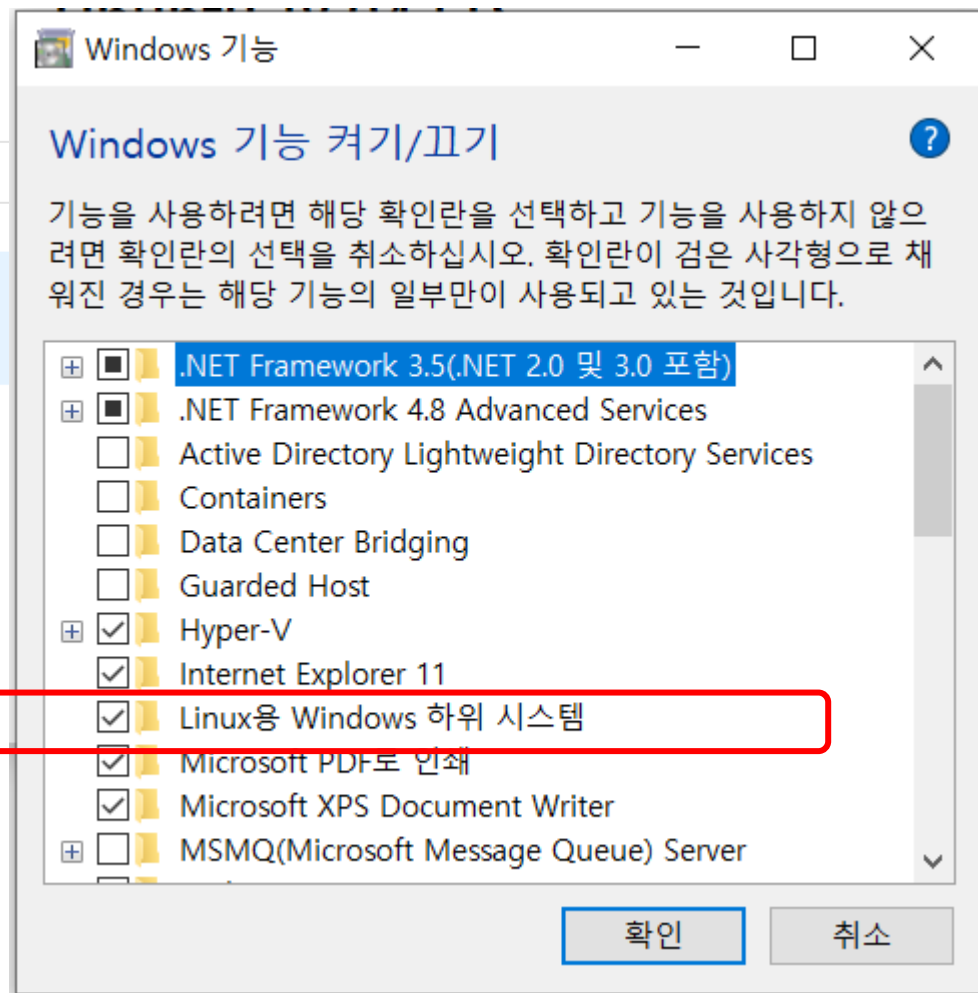 Windows 기능
Windows 기능 켜기/끄기
?
기능을 사용하려면 해당 확인란을 선택하고 기능을 사용하지 않으
려면 확인란의 선택을 취소하십시오. 확인란이 검은 사각형으로 채
워진 경우는 해당 기능의 일부만이 사용되고 있는 것입니다.
.NET Framework 3.5(.NET 2.0 및 3.0 포함)
.NET Framework 4.8 Advanced Services
Active Directory Lightweight Directory Services
Containers
Data Center Bridging
Guarded Host
Hyper-V
Internet Explorer 11
Linux용 Windows 하위 시스템
Microsoft PDF로 인쇄
Microsoft XPS Document Writer
MSMQ(Microsoft Message Queue) Server
확인
취소